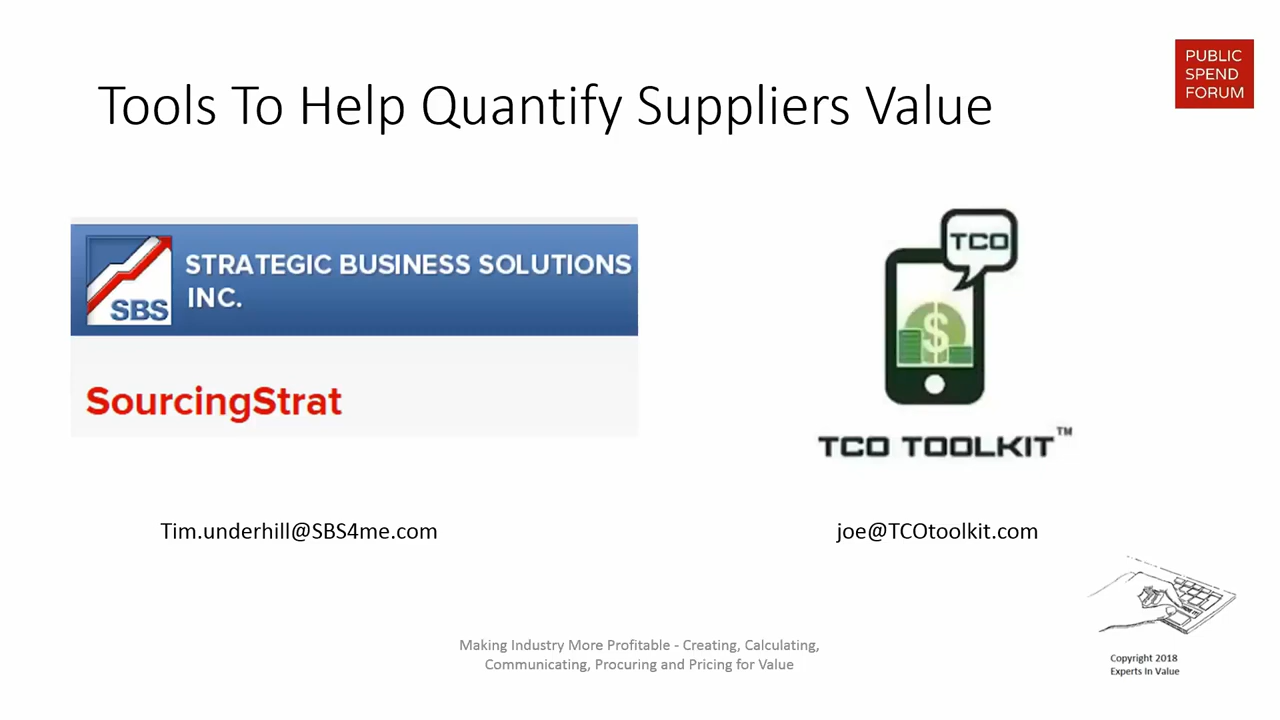 Tools To Help Quantify Suppliers Value
PUBLIC
SPEND
FORUM
STRATEGIC BUSINESS SOLUTIONS
INC.
SBS
SourcingStrat
TCO
$
TCO TOOLKIT™
Tim.underhill@SBS4me.com
joe@TCOtoolkit.com
Making Industry More Profitable - Creating, Calculating,
Communicating, Procuring and Pricing for Value
Copyright 2018
Experts In Value